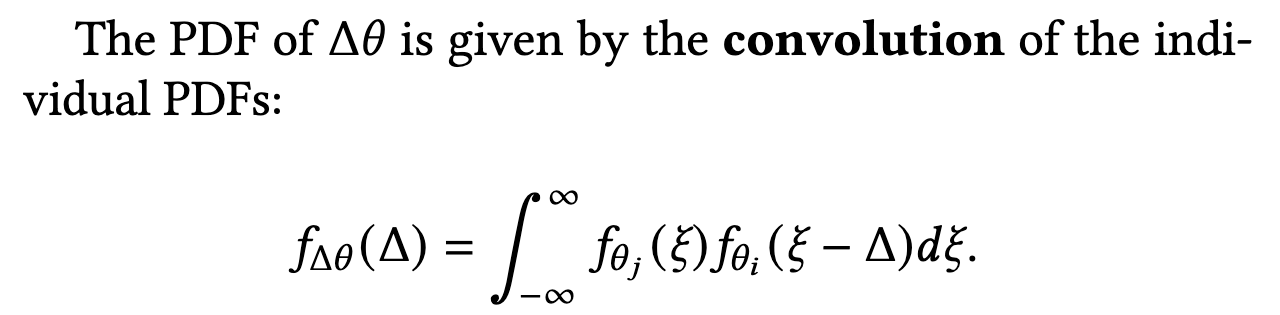 The PDF of Δθ is given by the convolution of the indi-
vidual PDFs:
f_{Δθ}(Δ) = ∫_{-∞}^{∞} f_{θ_j}(ξ) f_{θ_i}(ξ − Δ)dξ.